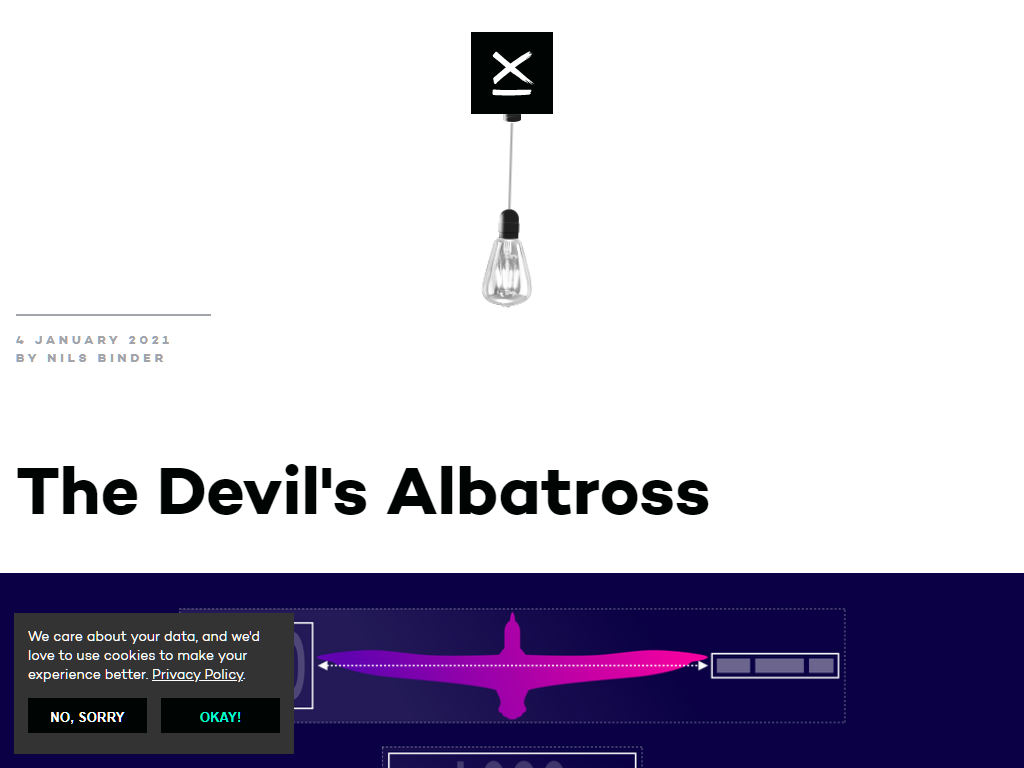 4 JANUARY 2021
BY NILS BINDER
The Devil's Albatross
We care about your data, and we'd
love to use cookies to make your
experience better. Privacy Policy.
NO, SORRY
OKAY!